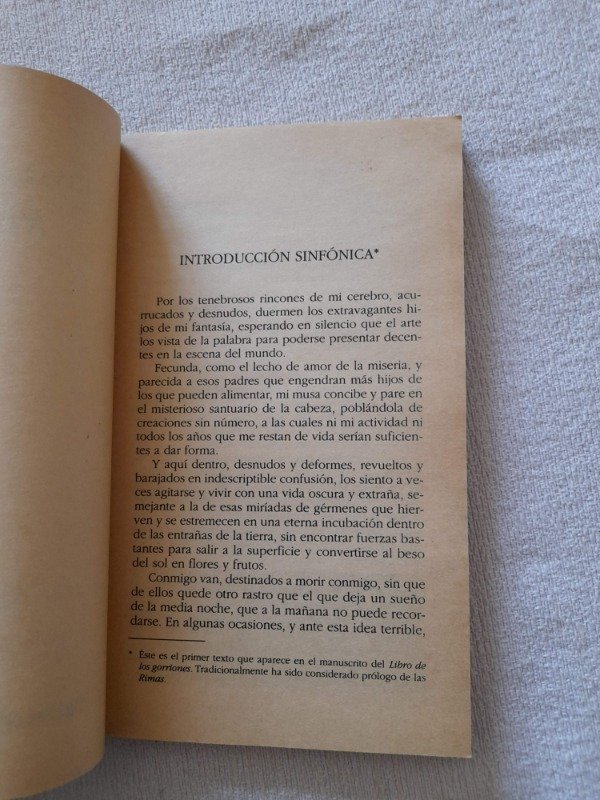 INTRODUCCIÓN SINFÓNICA*
Por los tenebrosos rincones de mi cerebro, acu-
rrucados y desnudos, duermen los extravagantes hi-
jos de mi fantasía, esperando en silencio que el arte
los vista de la palabra para poderse presentar decen-
tes en la escena del mundo.
Fecunda, como el lecho de amor de la miseria, y
parecida a esos padres que engendran más hijos de
los que pueden alimentar, mi musa concibe y pare en
el misterioso santuario de la cabeza, poblándola de
creaciones sin número, a las cuales ni mi actividad ni
todos los años que me restan de vida serían suficien-
tes a dar forma.
Y aquí dentro, desnudos y deformes, revueltos y
barajados en indescriptible confusión, los siento a ve-
ces agitarse y vivir con una vida oscura y extraña, se-
mejante a la de esas miríadas de gérmenes que hier-
ven y se estremecen en una eterna incubación dentro
de las entrañas de la tierra, sin encontrar fuerzas bas-
tantes para salir a la superficie y convertirse al beso
del sol en flores y frutos.
Conmigo van, destinados a morir conmigo, sin que
de ellos quede otro rastro que el que deja un sueño
de la media noche, que a la mañana no puede recor-
darse. En algunas ocasiones, y ante esta idea terrible,
* Éste es el primer texto que aparece en el manuscrito del Libro de
los gorriones. Tradicionalmente ha sido considerado prólogo de las
Rimas.